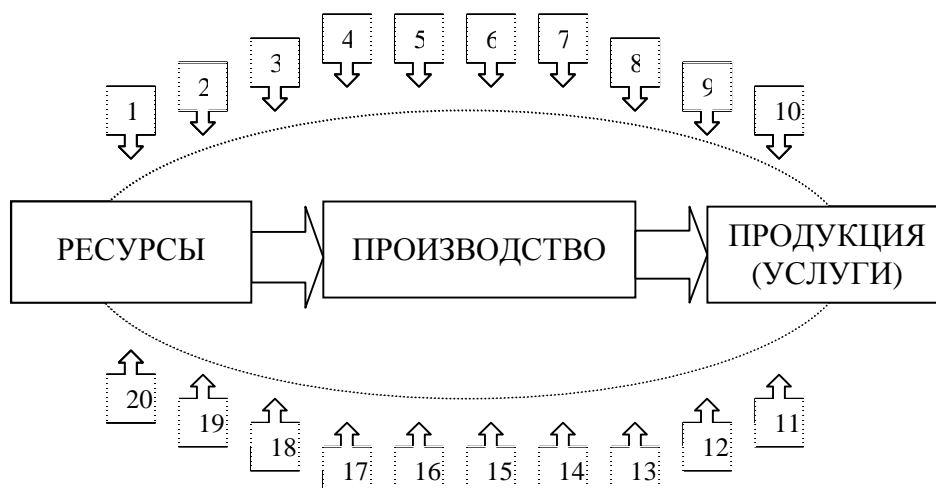 1 2 3 4 5 6 7 8 9 10
РЕСУРСЫ
ПРОИЗВОДСТВО
ПРОДУКЦИЯ
(УСЛУГИ)
20 19 18 17 16 15 14 13 12 11